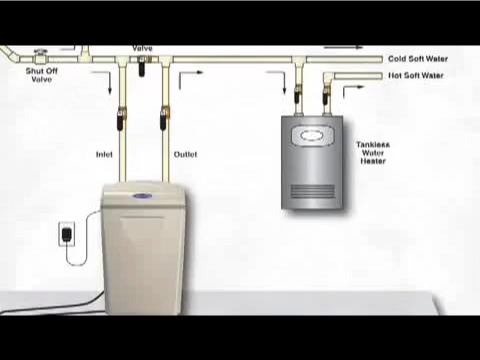 Valve
Cold Soft Water
Shut Off
Valve
Hot Soft Water
Inlet
Outlet
Tankless
Water
Heater